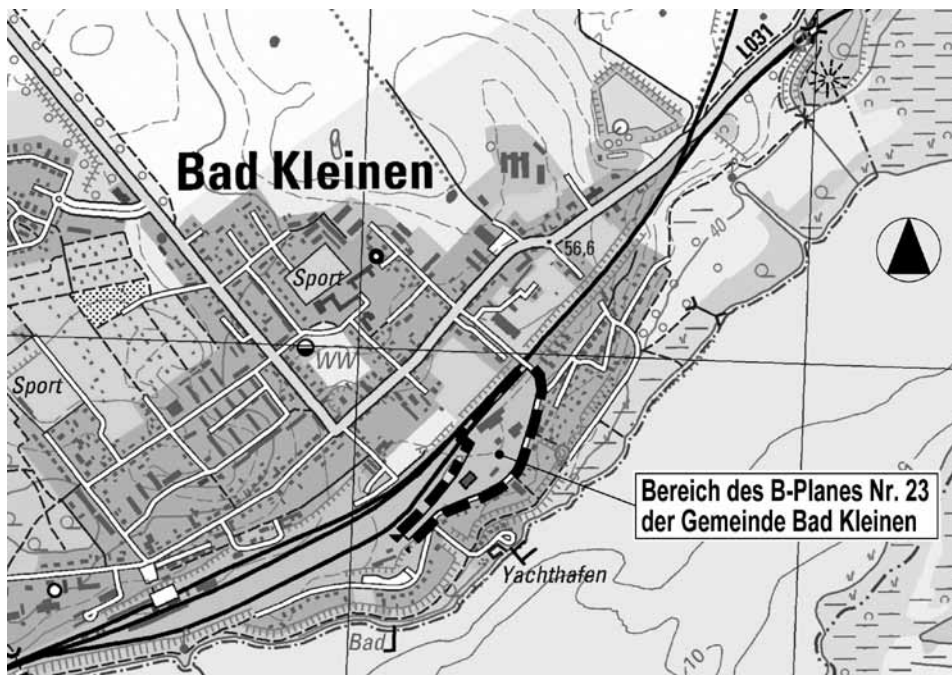 L031
Bad Kleinen
56,6
40
Sport
WW
Sport
Bereich des B-Planes Nr. 23
der Gemeinde Bad Kleinen
Yachthafen
Bad
10